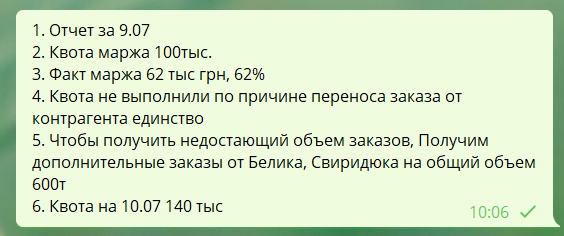 1. Отчет за 9.07
2. Квота маржа 100тыс.
3. Факт маржа 62 тыс грн, 62%
4. Квота не выполнили по причине переноса заказа от
контрагента единство
5. Чтобы получить недостающий объем заказов, Получим
дополнительные заказы от Белика, Свиридюка на общий объем
600т
6. Квота на 10.07 140 тыс
10:06